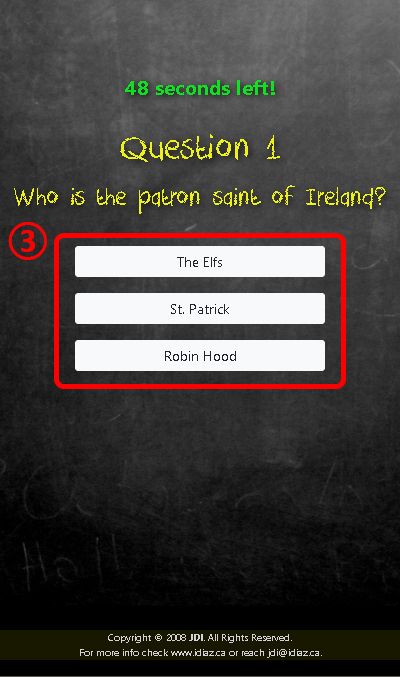 48 seconds left!
Question 1
Who is the patron saint of Ireland?
3
The Elfs
St. Patrick
Robin Hood
Copyright © 2008 JDI. All Rights Reserved.
For more info check www.idiaz.ca or reach jdi@idiaz.ca.